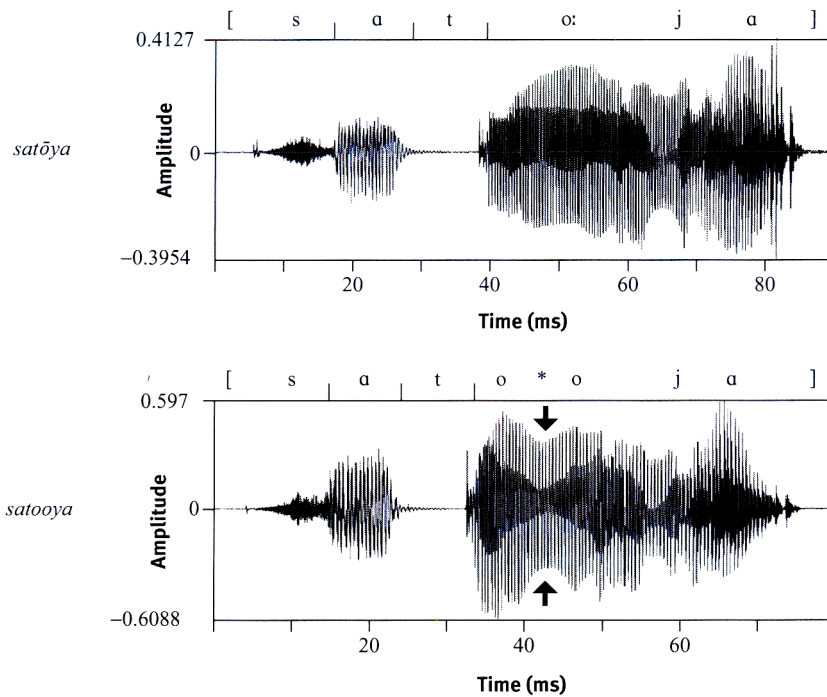 [ s ɑ t oː j ɑ ]
0.4127
Amplitude
satōya
0
−0.3954
20 40 60 80
Time (ms)
[ s ɑ t o * o j ɑ ]
0.597
Amplitude
satooya
0
−0.6088
20 40 60
Time (ms)